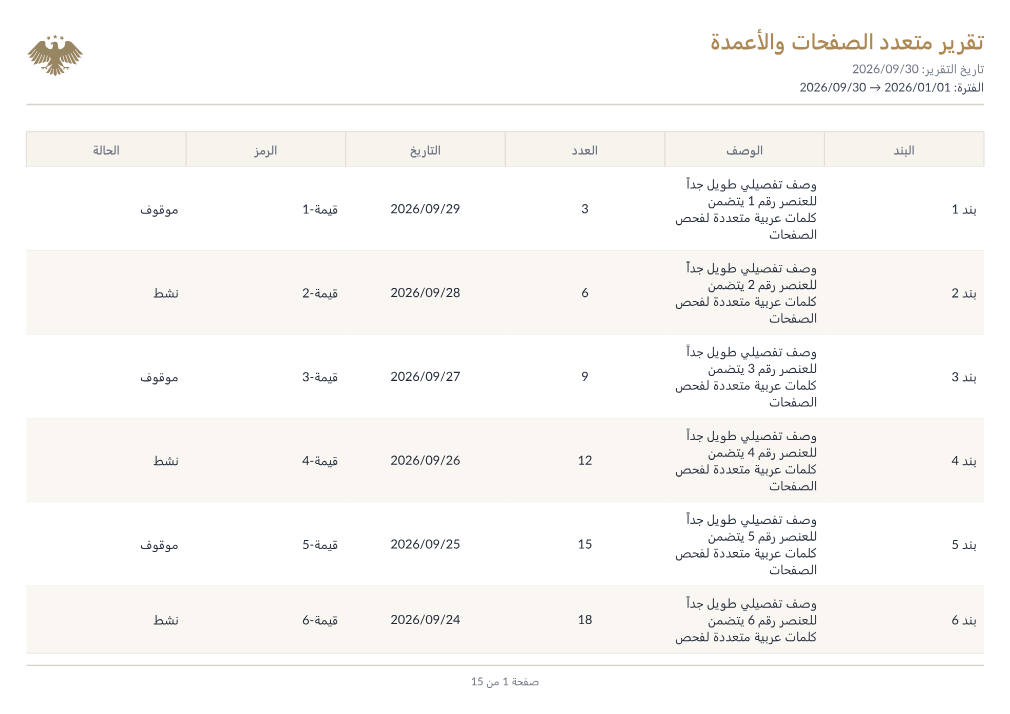 تقرير متعدد الصفحات والأعمدة
تاريخ التقرير: 2026/09/30
الفترة: 2026/01/01 → 2026/09/30
البند الوصف العدد التاريخ الرمز الحالة
بند 1 وصف تفصيلي طويل جداً للعنصر رقم 1 يتضمن كلمات عربية متعددة لفحص الصفحات 3 2026/09/29 قيمة-1 موقوف
بند 2 وصف تفصيلي طويل جداً للعنصر رقم 2 يتضمن كلمات عربية متعددة لفحص الصفحات 6 2026/09/28 قيمة-2 نشط
بند 3 وصف تفصيلي طويل جداً للعنصر رقم 3 يتضمن كلمات عربية متعددة لفحص الصفحات 9 2026/09/27 قيمة-3 موقوف
بند 4 وصف تفصيلي طويل جداً للعنصر رقم 4 يتضمن كلمات عربية متعددة لفحص الصفحات 12 2026/09/26 قيمة-4 نشط
بند 5 وصف تفصيلي طويل جداً للعنصر رقم 5 يتضمن كلمات عربية متعددة لفحص الصفحات 15 2026/09/25 قيمة-5 موقوف
بند 6 وصف تفصيلي طويل جداً للعنصر رقم 6 يتضمن كلمات عربية متعددة لفحص 18 2026/09/24 قيمة-6 نشط
صفحة 1 من 15